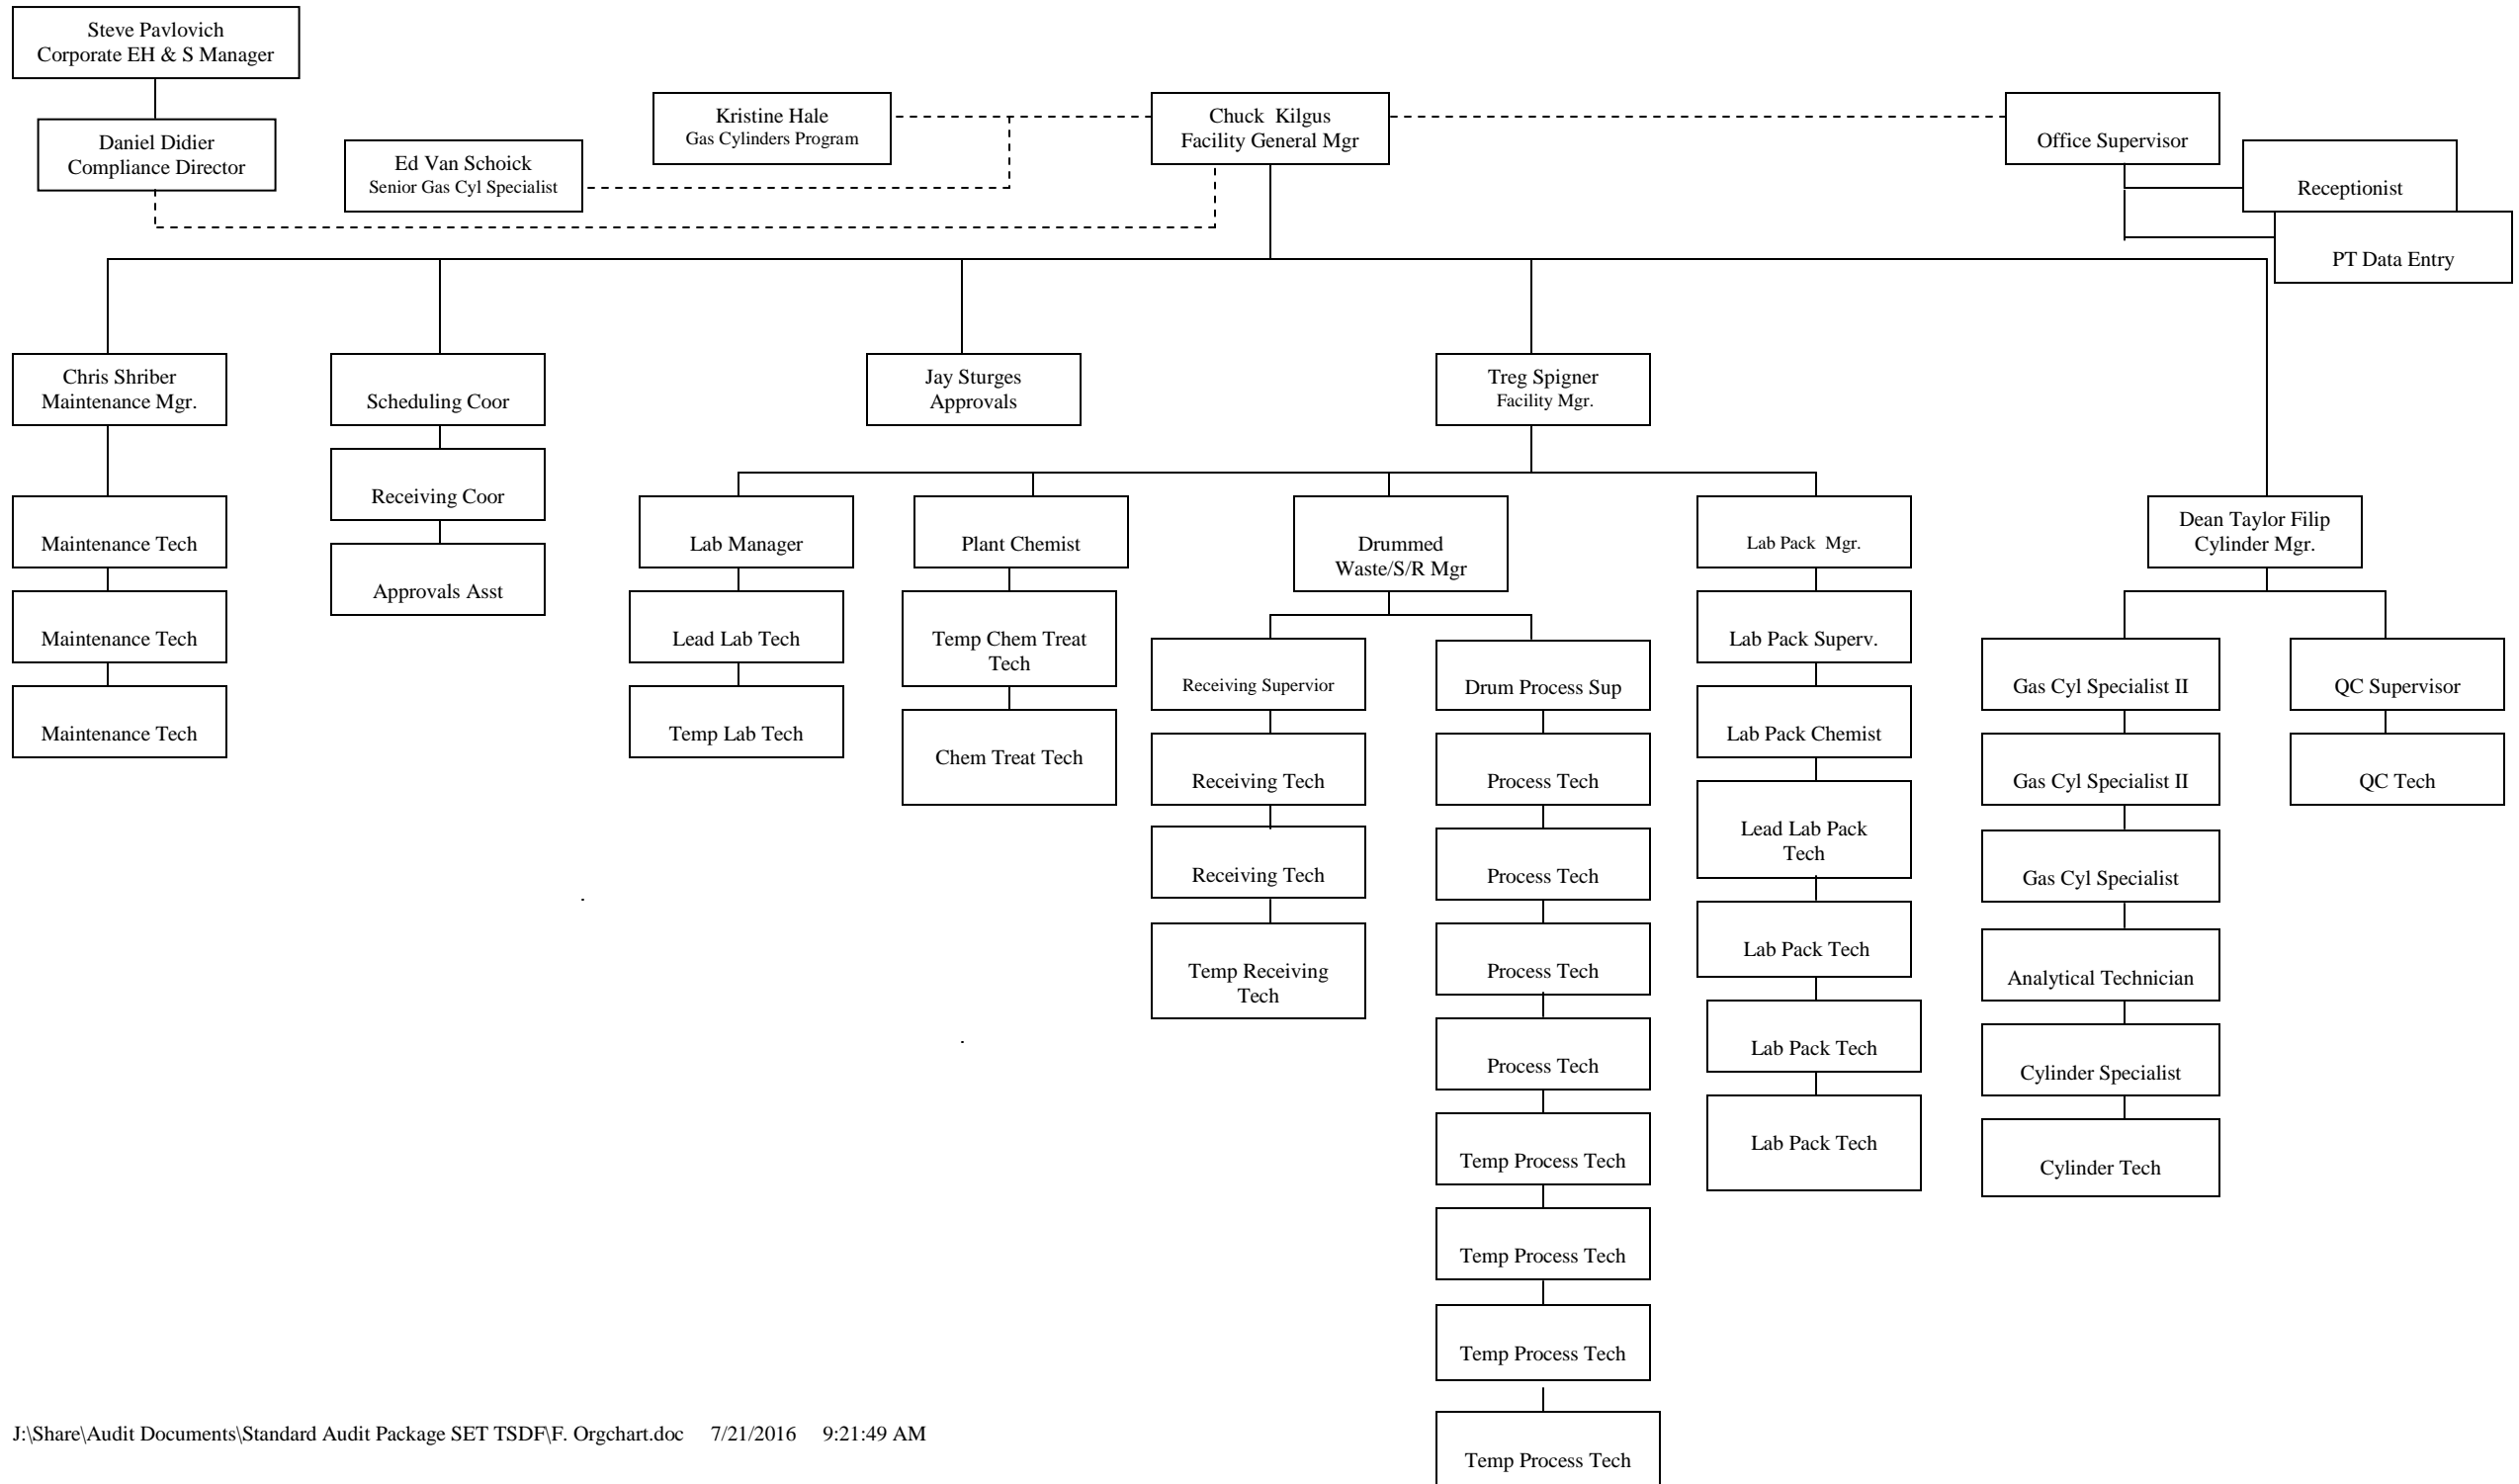 Steve Pavlovich
Corporate EH & S Manager
Daniel Didier
Compliance Director
Ed Van Schoick
Senior Gas Cyl Specialist
Kristine Hale
Gas Cylinders Program
Chuck Kilgus
Facility General Mgr
Office Supervisor
Receptionist
PT Data Entry
Chris Shriber
Maintenance Mgr.
Maintenance Tech
Maintenance Tech
Maintenance Tech
Scheduling Coor
Receiving Coor
Approvals Asst
Jay Sturges
Approvals
Treg Spigner
Facility Mgr.
Lab Manager
Lead Lab Tech
Temp Lab Tech
Plant Chemist
Temp Chem Treat
Tech
Chem Treat Tech
Drummed
Waste/S/R Mgr
Receiving Supervior
Receiving Tech
Receiving Tech
Temp Receiving
Tech
Drum Process Sup
Process Tech
Process Tech
Process Tech
Process Tech
Temp Process Tech
Temp Process Tech
Temp Process Tech
Temp Process Tech
Lab Pack Mgr.
Lab Pack Superv.
Lab Pack Chemist
Lead Lab Pack
Tech
Lab Pack Tech
Lab Pack Tech
Lab Pack Tech
Dean Taylor Filip
Cylinder Mgr.
Gas Cyl Specialist II
Gas Cyl Specialist II
Gas Cyl Specialist
Analytical Technician
Cylinder Specialist
Cylinder Tech
QC Supervisor
QC Tech
J:\Share\Audit Documents\Standard Audit Package SET TSDF\F. Orgchart.doc 7/21/2016 9:21:49 AM